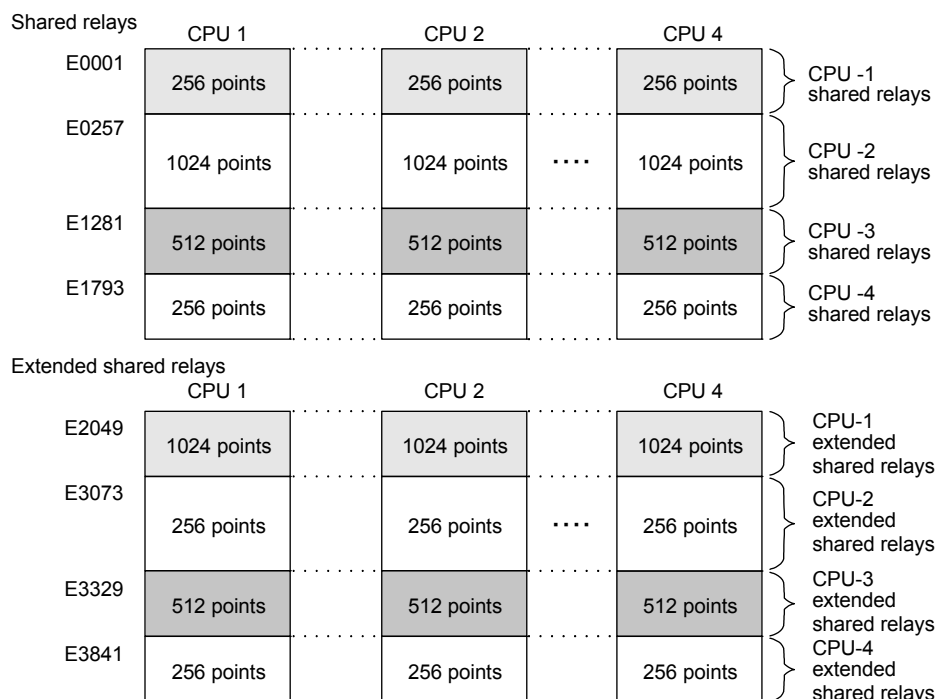 Shared relays
CPU 1 CPU 2 CPU 4
E0001
256 points 256 points 256 points
CPU -1
shared relays
E0257
1024 points 1024 points ···· 1024 points
CPU -2
shared relays
E1281
512 points 512 points 512 points
CPU -3
shared relays
E1793
256 points 256 points 256 points
CPU -4
shared relays
Extended shared relays
CPU 1 CPU 2 CPU 4
E2049
1024 points 1024 points 1024 points
CPU-1
extended
shared relays
E3073
256 points 256 points ···· 256 points
CPU-2
extended
shared relays
E3329
512 points 512 points 512 points
CPU-3
extended
shared relays
E3841
256 points 256 points 256 points
CPU-4
extended
shared relays